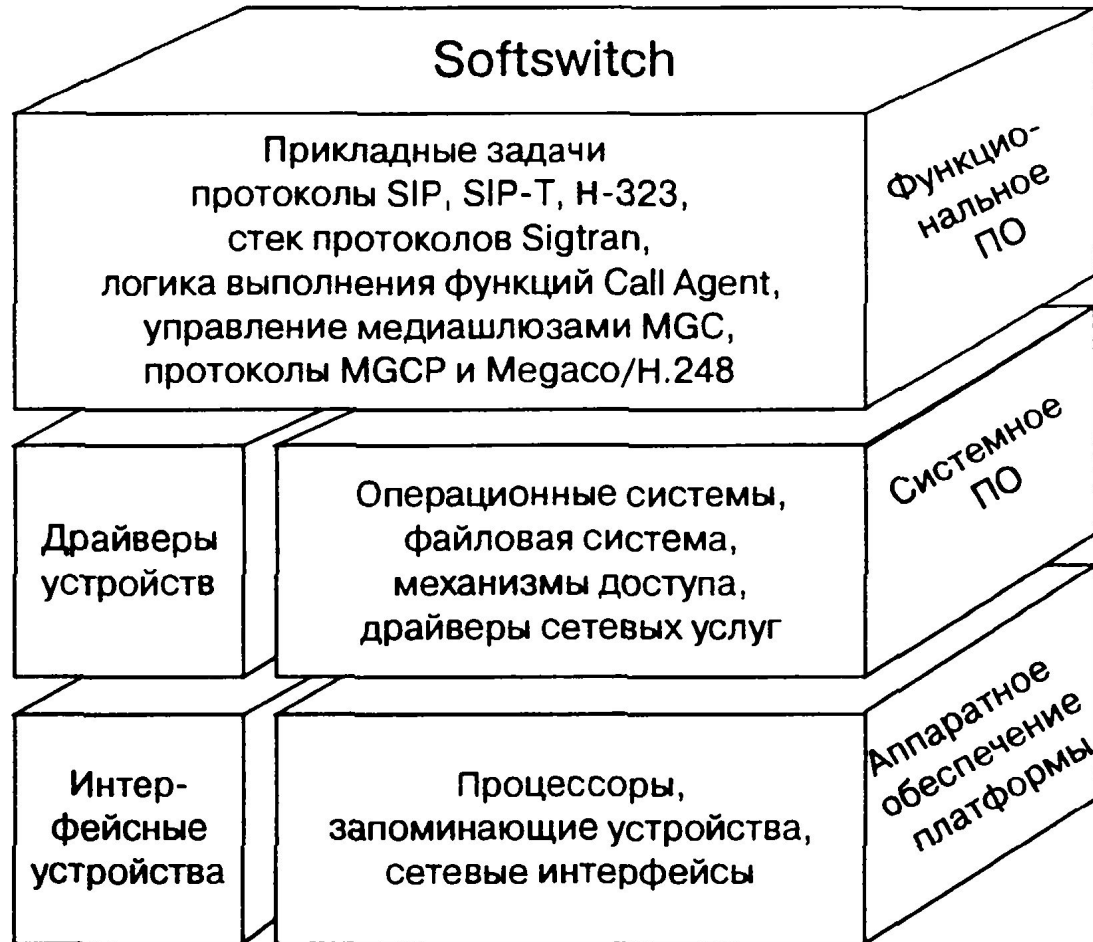 Softswitch
Прикладные задачи
протоколы SIP, SIP-T, H-323,
стек протоколов Sigtran,
логика выполнения функций Call Agent,
управление медиашлюзами MGC,
протоколы MGCP и Megaco/H.248
Функцио-
нальное
ПО
Драйверы
устройств
Операционные системы,
файловая система,
механизмы доступа,
драйверы сетевых услуг
Системное
ПО
Интер-
фейсные
устройства
Процессоры,
запоминающие устройства,
сетевые интерфейсы
Аппаратное
обеспечение
платформы